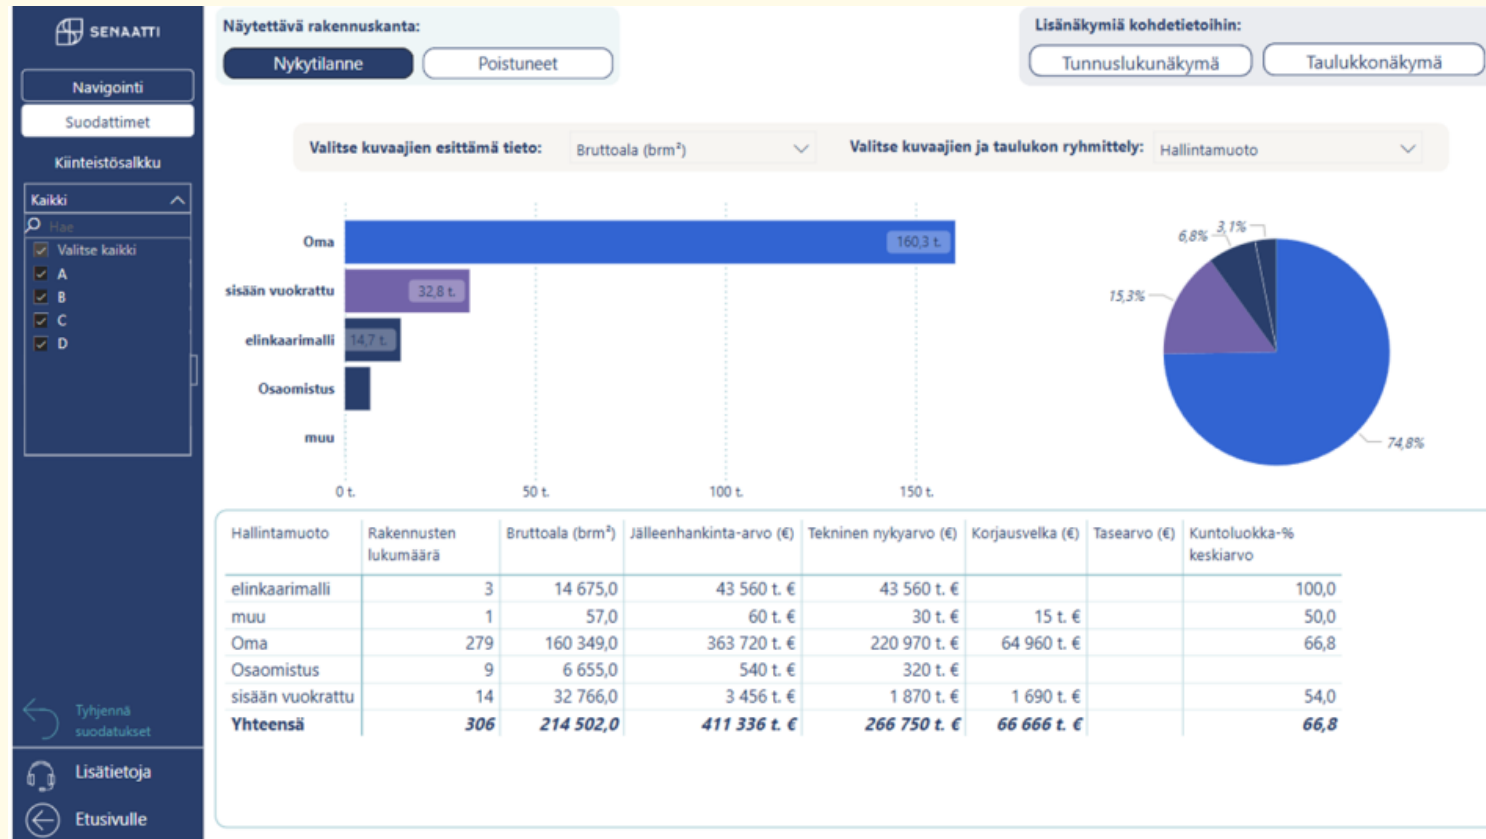 SENAATTI
Navigointi
Suodattimet
Kiinteistösalkku
Kaikki
Hae
Valitse kaikki
A
B
C
D
Tyhjennä
suodatukset
Lisätietoja
Etusivulle
Näytettävä rakennuskanta:
Nykytilanne Poistuneet
Lisänäkymiä kohdetietoihin:
Tunnuslukunäkymä Taulukkonäkymä
Valitse kuvaajien esittämä tieto: Bruttoala (brm²) Valitse kuvaajien ja taulukon ryhmittely: Hallintamuoto
Oma 160,3 t.
sisään vuokrattu 32,8 t.
elinkaarimalli 14,7 t.
Osaomistus
muu
0 t. 50 t. 100 t. 150 t.
6,8% 3,1%
15,3%
74,8%
Hallintamuoto Rakennusten Bruttoala (brm²) Jälleenhankinta-arvo (€) Tekninen nykyarvo (€) Korjausvelka (€) Tasearvo (€) Kuntoluokka-%
lukumäärä keskiarvo
elinkaarimalli 3 14 675,0 43 560 t. € 43 560 t. € 100,0
muu 1 57,0 60 t. € 30 t. € 15 t. € 50,0
Oma 279 160 349,0 363 720 t. € 220 970 t. € 64 960 t. € 66,8
Osaomistus 9 6 655,0 540 t. € 320 t. €
sisään vuokrattu 14 32 766,0 3 456 t. € 1 870 t. € 1 690 t. € 54,0
Yhteensä 306 214 502,0 411 336 t. € 266 750 t. € 66 666 t. € 66,8